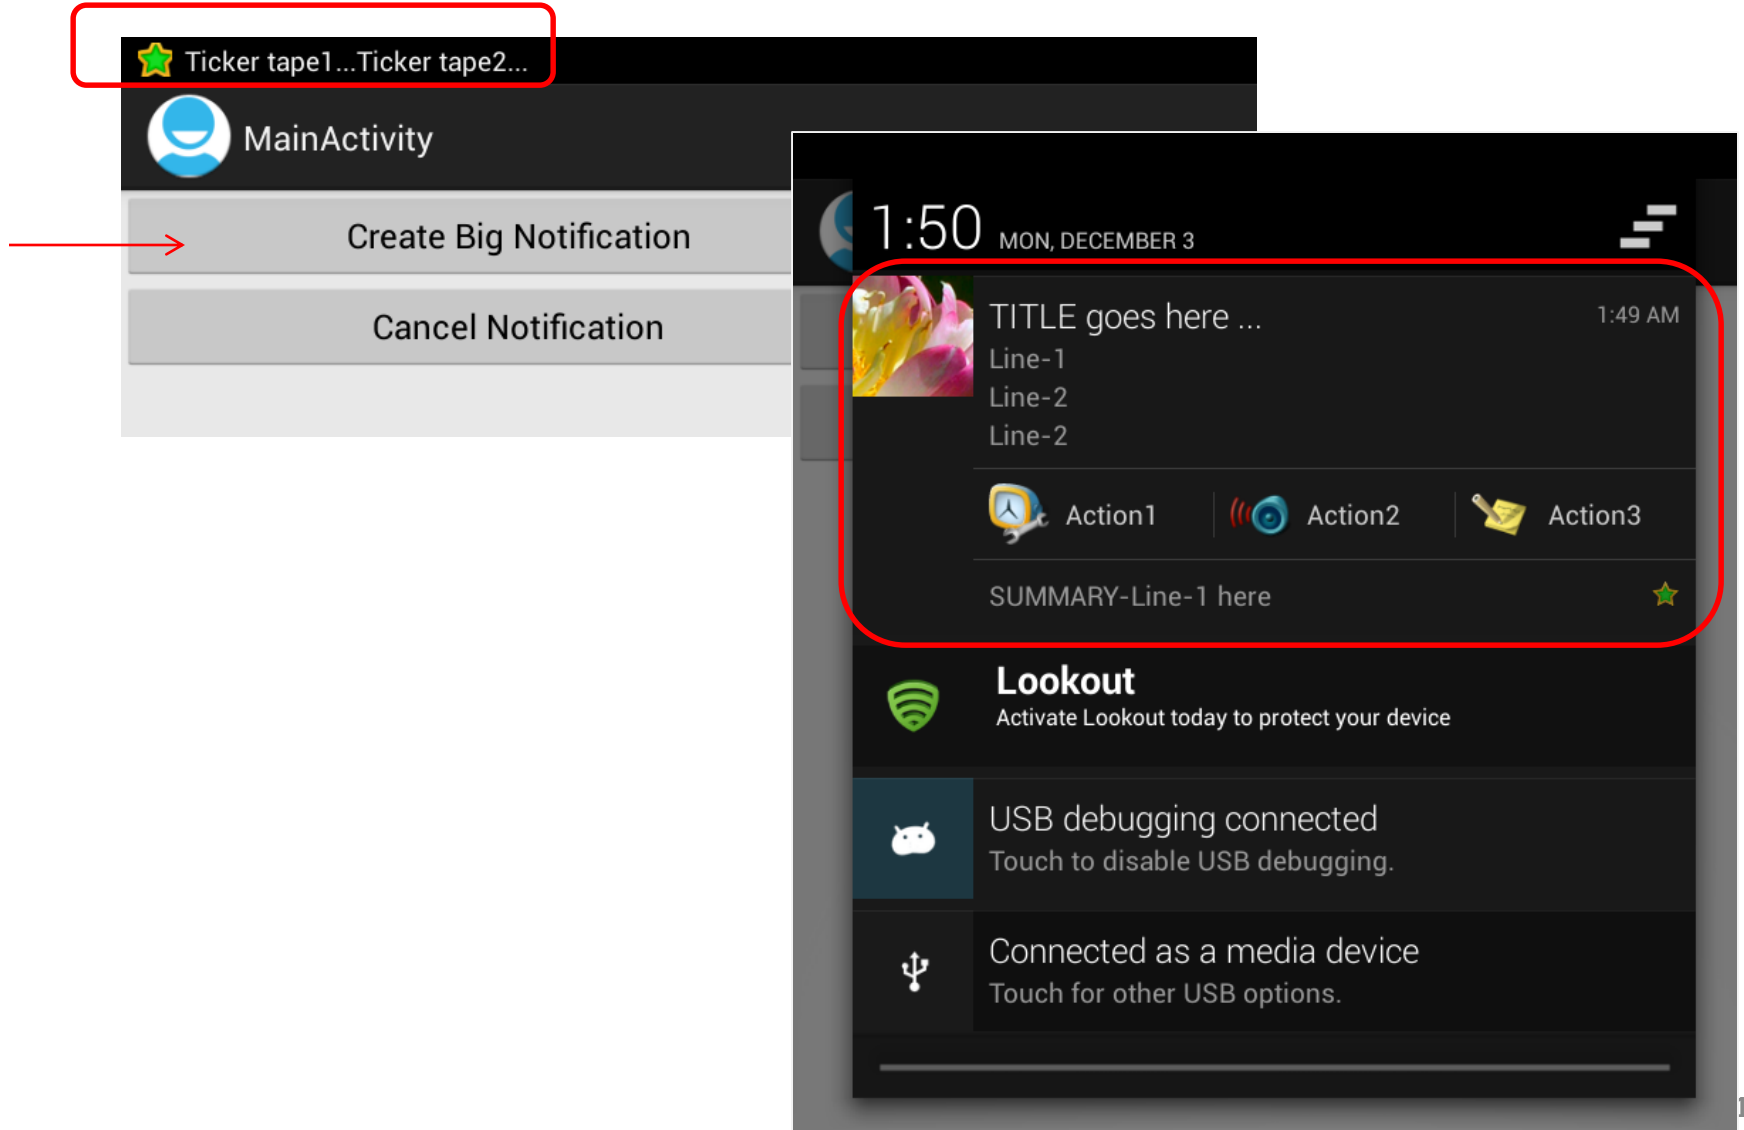 Ticker tape1...Ticker tape2...
MainActivity
Create Big Notification
Cancel Notification
1:50 MON, DECEMBER 3
TITLE goes here ... 1:49 AM
Line-1
Line-2
Line-2
Action1 Action2 Action3
SUMMARY-Line-1 here
Lookout
Activate Lookout today to protect your device
USB debugging connected
Touch to disable USB debugging.
Connected as a media device
Touch for other USB options.